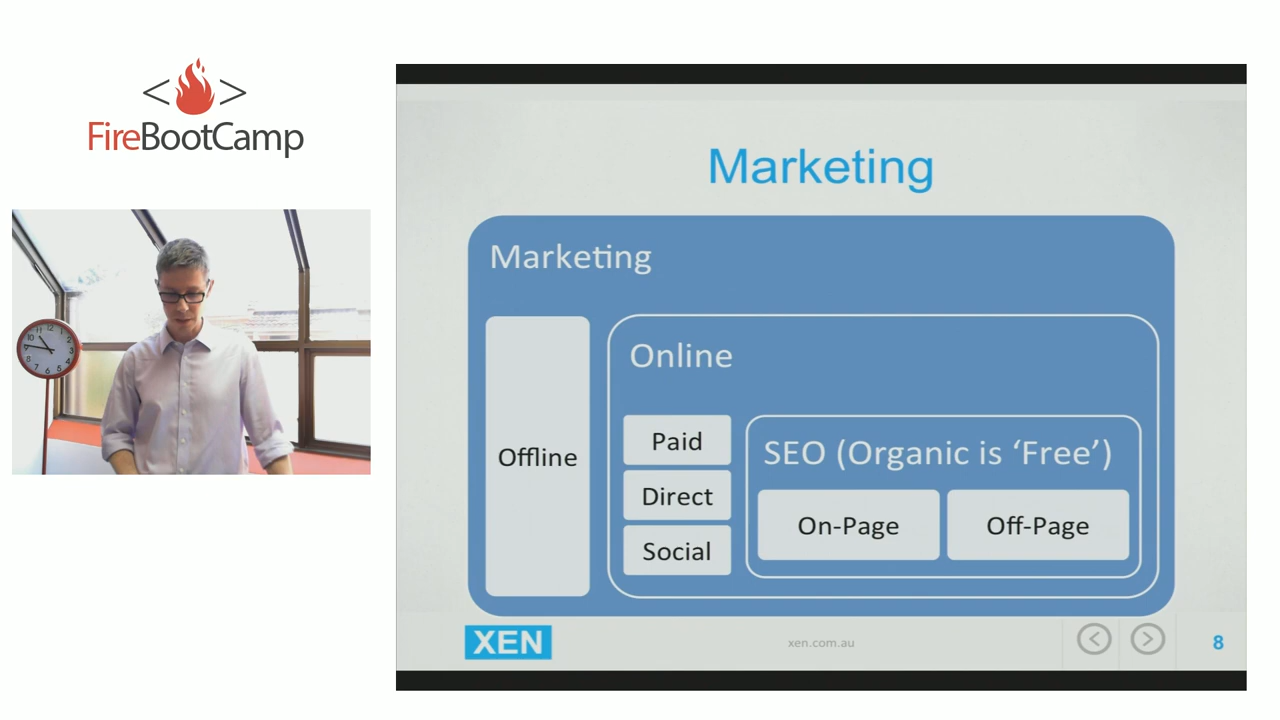 FireBootCamp
Marketing
Marketing
Online
Offline
Paid
Direct
Social
SEO (Organic is ‘Free’)
On-Page
Off-Page
XEN
xen.com.au
8